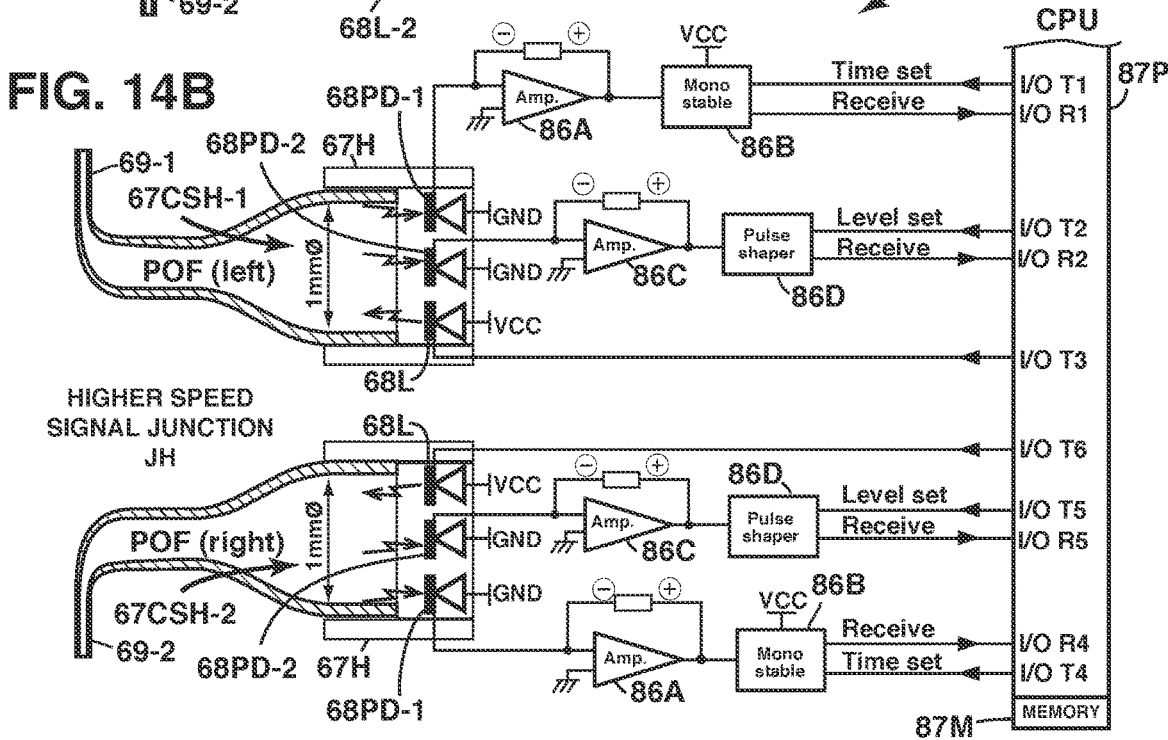 69-2
68L-2
CPU
FIG. 14B
68PD-1
68PD-2
67H
69-1
67CSH-1
POF (left)
1mmØ
GND
GND
VCC
68L
− +
Amp.
86A
VCC
Mono
stable
86B
Time set
Receive
I/O T1
I/O R1
87P
− +
Amp.
86C
Pulse
shaper
86D
Level set
Receive
I/O T2
I/O R2
I/O T3
HIGHER SPEED
SIGNAL JUNCTION
JH
68L
I/O T6
VCC
GND
GND
POF (right)
1mmØ
67CSH-2
69-2
68PD-2
67H
68PD-1
− +
Amp.
86C
86D
Pulse
shaper
Level set
Receive
I/O T5
I/O R5
− +
Amp.
86A
VCC
86B
Mono
stable
Receive
Time set
I/O R4
I/O T4
MEMORY
87M